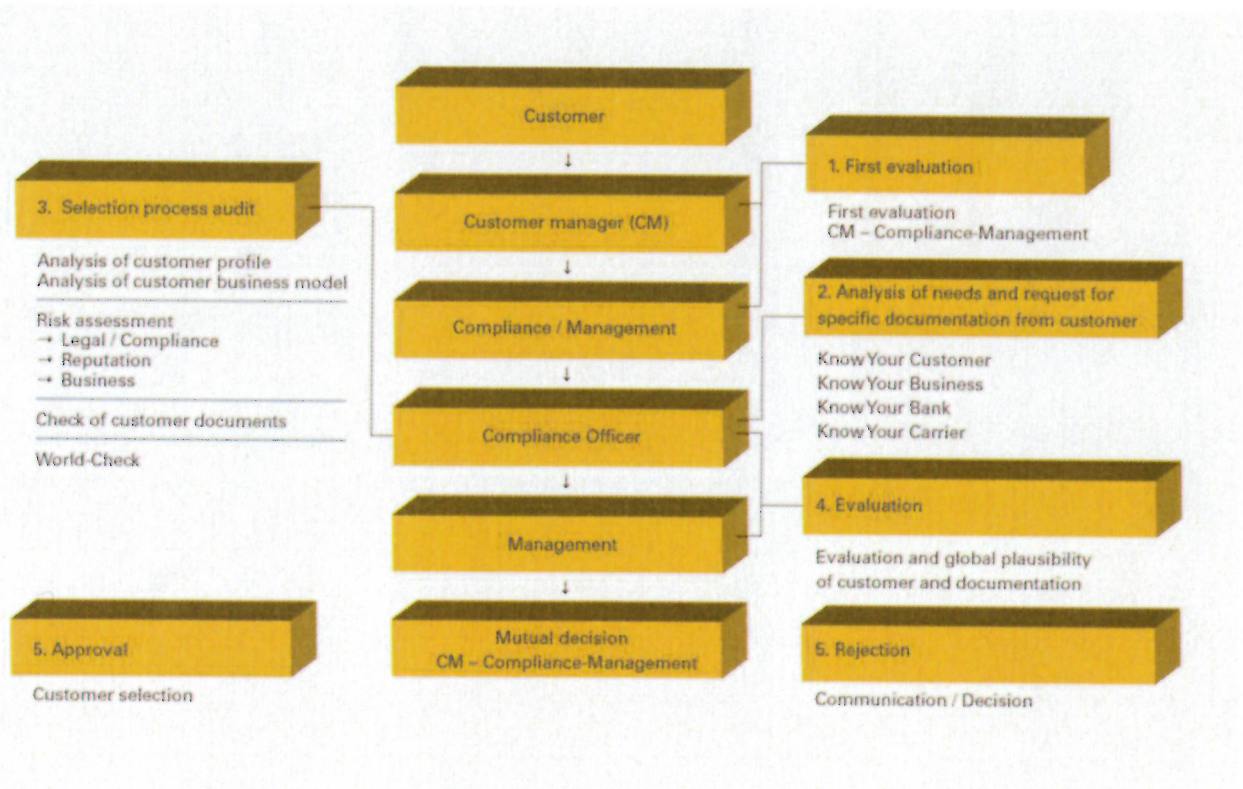 Customer
Customer manager (CM)
Compliance / Management
Compliance Officer
Management
Mutual decision
CM – Compliance-Management
1. First evaluation
First evaluation
CM – Compliance-Management
2. Analysis of needs and request for
specific documentation from customer
Know Your Customer
Know Your Business
Know Your Bank
Know Your Carrier
3. Selection process audit
Analysis of customer profile
Analysis of customer business model
Risk assessment
→ Legal / Compliance
→ Reputation
→ Business
Check of customer documents
World-Check
4. Evaluation
Evaluation and global plausibility
of customer and documentation
5. Approval
Customer selection
5. Rejection
Communication / Decision